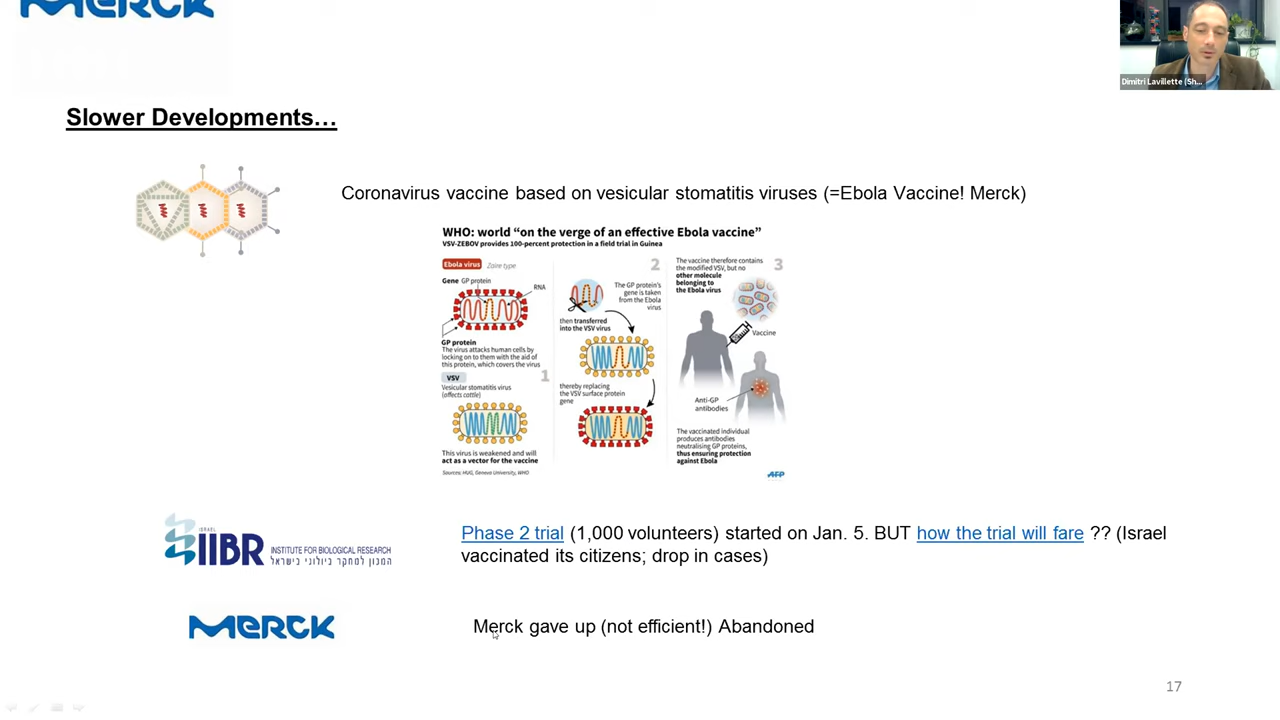 MERCK
Dimitri Lavillette (Sh...
Slower Developments…
Coronavirus vaccine based on vesicular stomatitis viruses (=Ebola Vaccine! Merck)
WHO: world “on the verge of an effective Ebola vaccine”
VSV-ZEBOV provides 100-percent protection in a field trial in Guinea
Ebola virus Zaire type
Gene GP protein
RNA
GP protein
The virus attacks human cells by
locking on to them with the aid of
this protein, which covers the virus
VSV
1
Vesicular stomatitis virus
(affects cattle)
This virus is weakened and will
act as a vector for the vaccine
Sources: HUG, Geneva University, WHO
2
The GP protein's
gene is taken
from the Ebola
virus
then transferred
into the VSV virus
thereby replacing
the VSV surface protein
gene
The vaccine therefore contains
the modified VSV, but no
other molecule
belonging to
the Ebola virus
3
Vaccine
Anti-GP
antibodies
The vaccinated individual
produces antibodies
neutralising GP proteins,
thus ensuring protection
against Ebola
AFP
ISRAEL
IIBR INSTITUTE FOR BIOLOGICAL RESEARCH
המכון למחקר ביולוגי בישראל
Phase 2 trial (1,000 volunteers) started on Jan. 5. BUT how the trial will fare ?? (Israel
vaccinated its citizens; drop in cases)
MERCK
Merck gave up (not efficient!) Abandoned
17